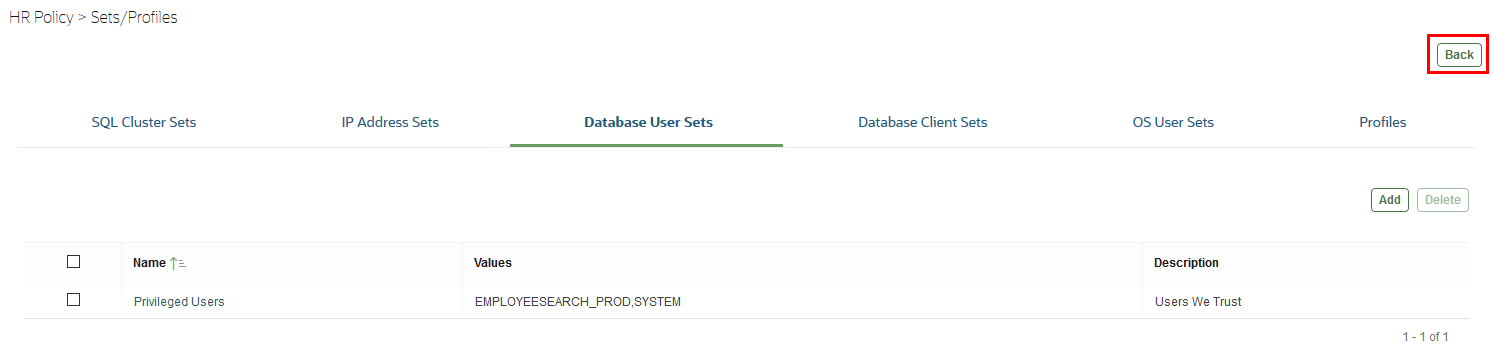 HR Policy > Sets/Profiles
Back
SQL Cluster Sets IP Address Sets Database User Sets Database Client Sets OS User Sets Profiles
Add Delete
Name Values Description
Privileged Users EMPLOYEESEARCH_PROD,SYSTEM Users We Trust
1 - 1 of 1